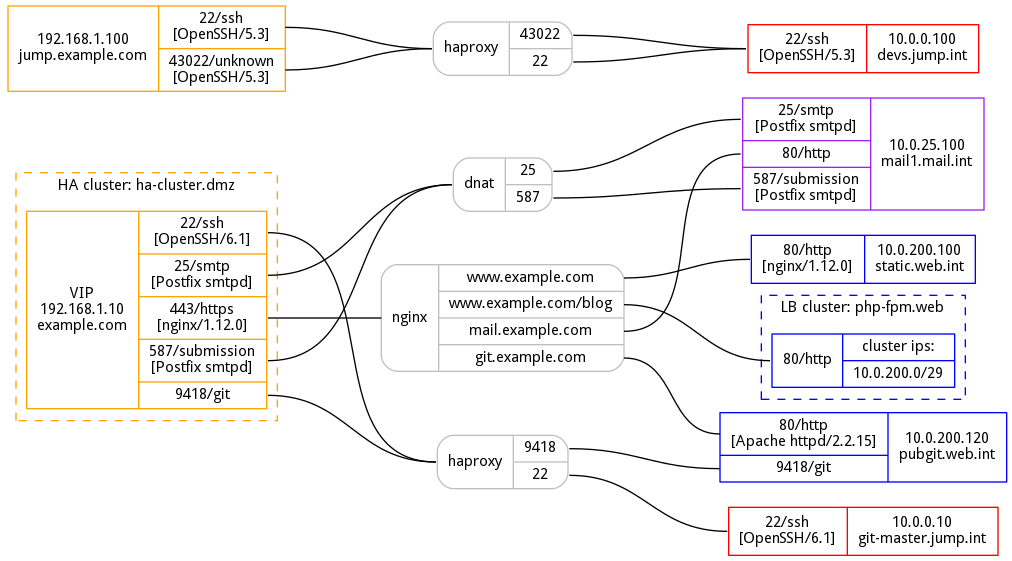 192.168.1.100
jump.example.com
22/ssh
[OpenSSH/5.3]
43022/unknown
[OpenSSH/5.3]
haproxy
43022
22
22/ssh
[OpenSSH/5.3]
10.0.0.100
devs.jump.int
25/smtp
[Postfix smtpd]
80/http
587/submission
[Postfix smtpd]
10.0.25.100
mail1.mail.int
dnat
25
587
HA cluster: ha-cluster.dmz
VIP
192.168.1.10
example.com
22/ssh
[OpenSSH/6.1]
25/smtp
[Postfix smtpd]
443/https
[nginx/1.12.0]
587/submission
[Postfix smtpd]
9418/git
nginx
www.example.com
www.example.com/blog
mail.example.com
git.example.com
80/http
[nginx/1.12.0]
10.0.200.100
static.web.int
LB cluster: php-fpm.web
80/http
cluster ips:
10.0.200.0/29
80/http
[Apache httpd/2.2.15]
9418/git
10.0.200.120
pubgit.web.int
haproxy
9418
22
22/ssh
[OpenSSH/6.1]
10.0.0.10
git-master.jump.int